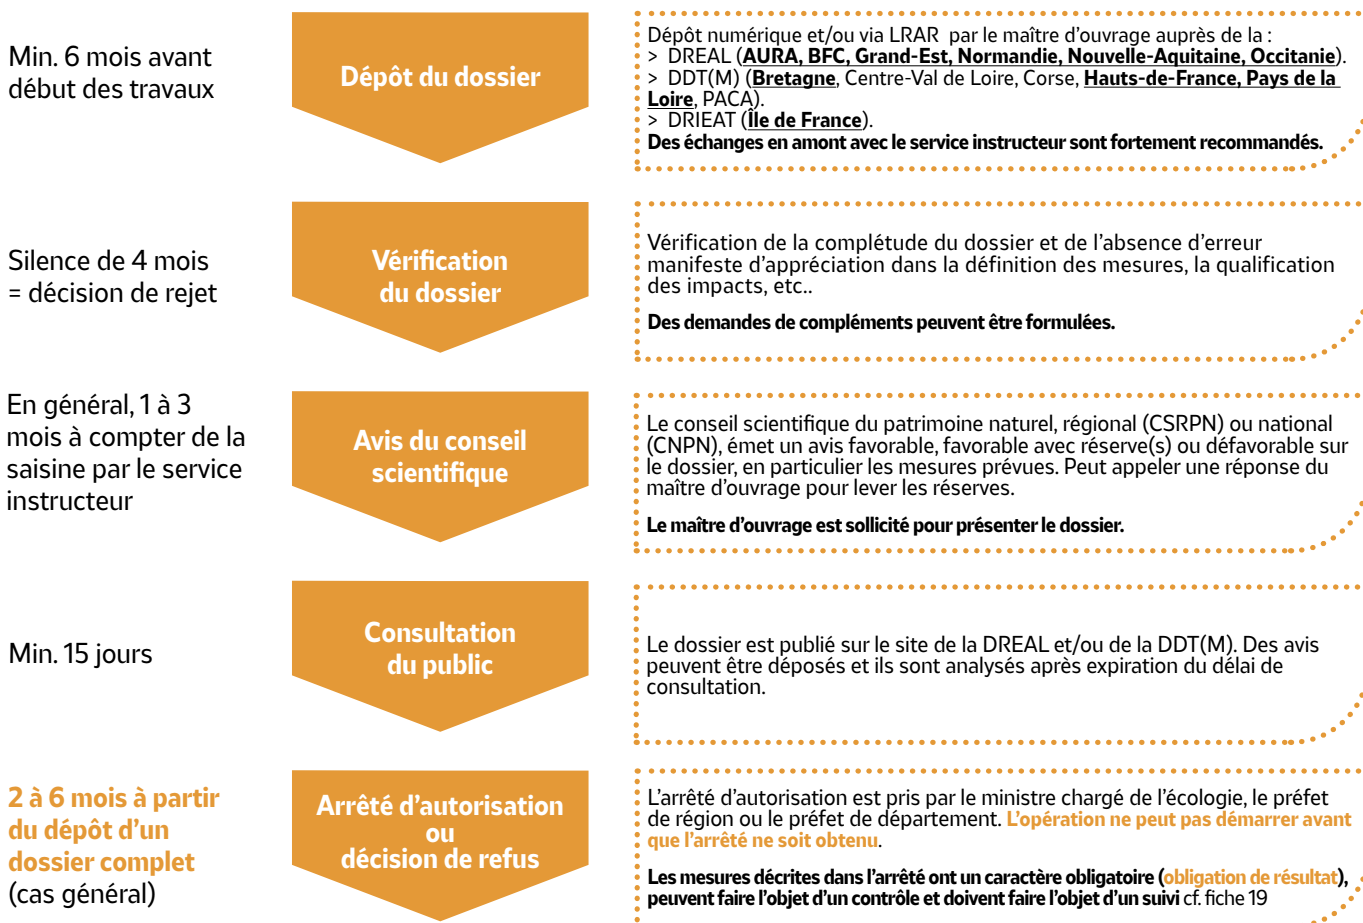 Min. 6 mois avant
début des travaux
Dépôt du dossier
Dépôt numérique et/ou via LRAR par le maître d'ouvrage auprès de la :
> DREAL (AURA, BFC, Grand-Est, Normandie, Nouvelle-Aquitaine, Occitanie).
> DDT(M) (Bretagne, Centre-Val de Loire, Corse, Hauts-de-France, Pays de la
Loire, PACA).
> DRIEAT (Île de France).
Des échanges en amont avec le service instructeur sont fortement recommandés.
Silence de 4 mois
= décision de rejet
Vérification
du dossier
Vérification de la complétude du dossier et de l'absence d'erreur
manifeste d'appréciation dans la définition des mesures, la qualification
des impacts, etc..
Des demandes de compléments peuvent être formulées.
En général, 1 à 3
mois à compter de la
saisine par le service
instructeur
Avis du conseil
scientifique
Le conseil scientifique du patrimoine naturel, régional (CSRPN) ou national
(CNPN), émet un avis favorable, favorable avec réserve(s) ou défavorable sur
le dossier, en particulier les mesures prévues. Peut appeler une réponse du
maître d'ouvrage pour lever les réserves.
Le maître d'ouvrage est sollicité pour présenter le dossier.
Min. 15 jours
Consultation
du public
Le dossier est publié sur le site de la DREAL et/ou de la DDT(M). Des avis
peuvent être déposés et ils sont analysés après expiration du délai de
consultation.
2 à 6 mois à partir
du dépôt d'un
dossier complet
(cas général)
Arrêté d'autorisation
ou
décision de refus
L'arrêté d'autorisation est pris par le ministre chargé de l'écologie, le préfet
de région ou le préfet de département. L'opération ne peut pas démarrer avant
que l'arrêté ne soit obtenu.
Les mesures décrites dans l'arrêté ont un caractère obligatoire (obligation de résultat),
peuvent faire l'objet d'un contrôle et doivent faire l'objet d'un suivi cf. fiche 19